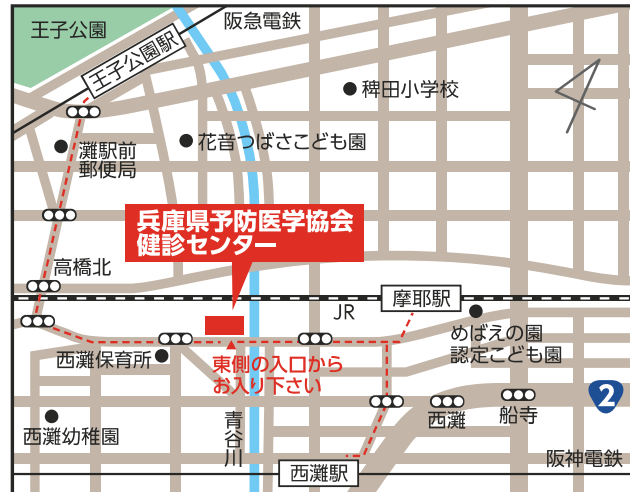 王子公園
阪急電鉄
王子公園駅
稗田小学校
灘駅前
郵便局
花音つばさこども園
兵庫県予防医学協会
健診センター
高橋北
摩耶駅
JR
めばえの園
認定こども園
西灘保育所
東側の入口から
お入り下さい
2
西灘
船寺
西灘幼稚園
青谷川
阪神電鉄
西灘駅